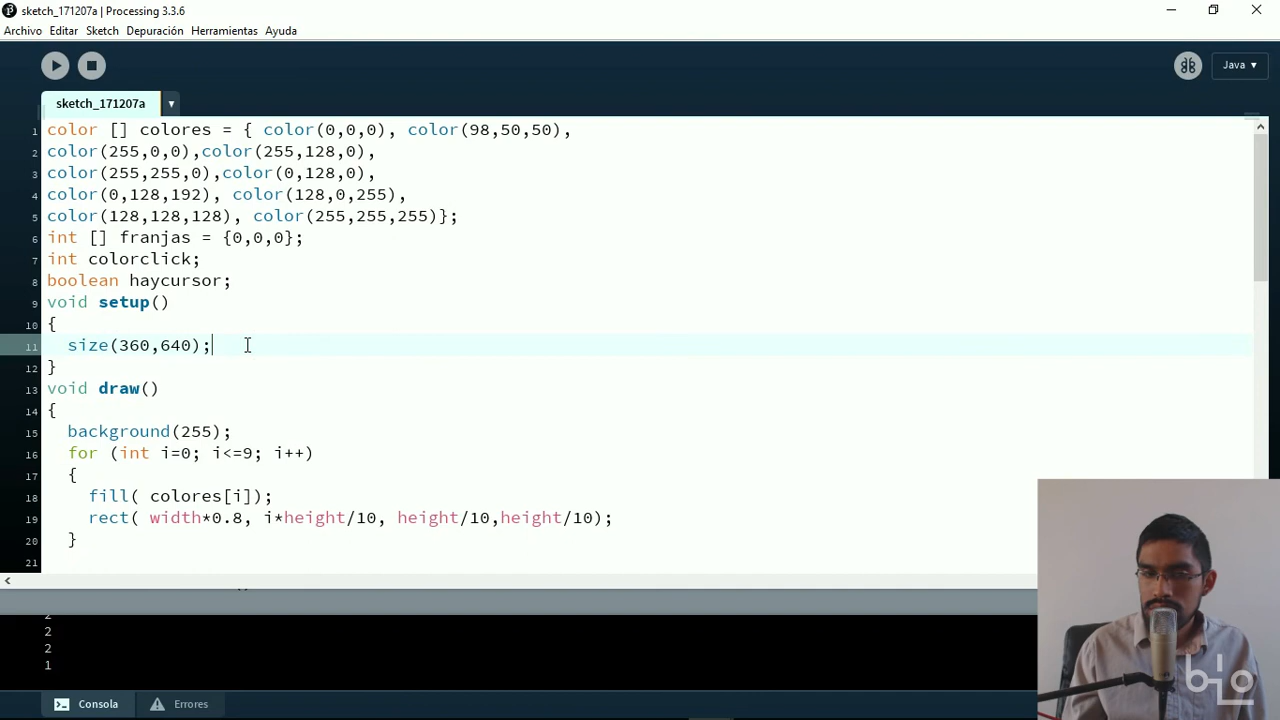 sketch_171207a | Processing 3.3.6
Archivo Editar Sketch Depuración Herramientas Ayuda
Java ▾
sketch_171207a ▾
1 color [] colores = { color(0,0,0), color(98,50,50),
2 color(255,0,0),color(255,128,0),
3 color(255,255,0),color(0,128,0),
4 color(0,128,192), color(128,0,255),
5 color(128,128,128), color(255,255,255)};
6 int [] franjas = {0,0,0};
7 int colorclick;
8 boolean haycursor;
9 void setup()
10 {
11 size(360,640);
12 }
13 void draw()
14 {
15 background(255);
16 for (int i=0; i<=9; i++)
17 {
18 fill( colores[i]);
19 rect( width*0.8, i*height/10, height/10,height/10);
20 }
21
2
2
2
1
Consola Errores
blo